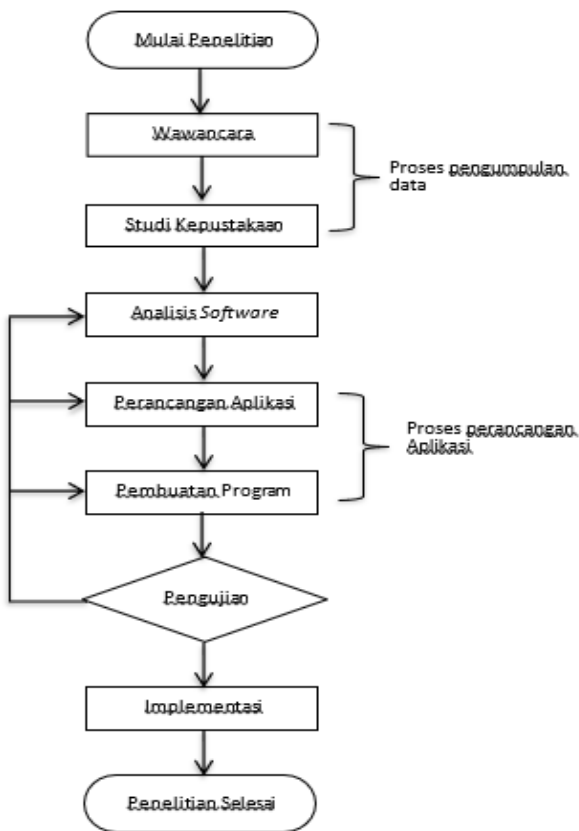 Mulai Penelitian
Wawancara
Proses pengumpulan
data
Studi Kepustakaan
Analisis Software
Perancangan Aplikasi
Proses perancangan
Aplikasi
Pembuatan Program
Pengujian
Implementasi
Penelitian Selesai